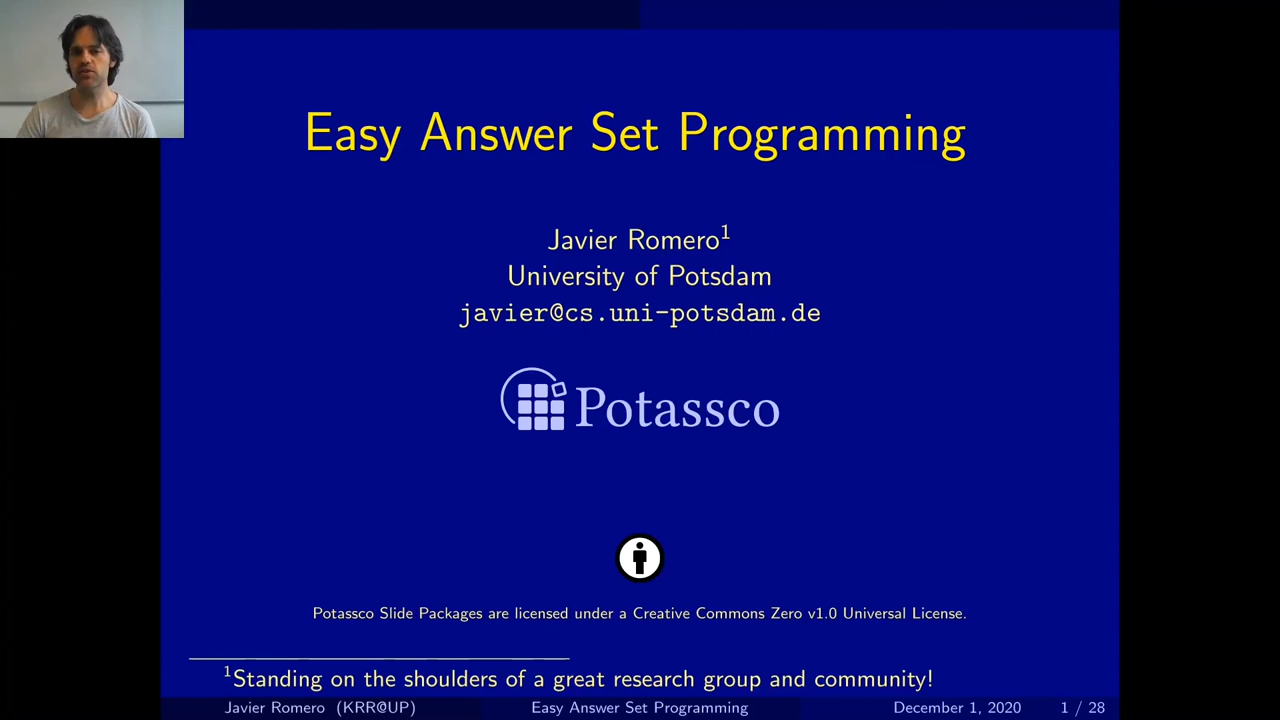 Easy Answer Set Programming
Javier Romero¹
University of Potsdam
javier@cs.uni-potsdam.de
Potassco
Potassco Slide Packages are licensed under a Creative Commons Zero v1.0 Universal License.
¹Standing on the shoulders of a great research group and community!
Javier Romero (KRR@UP) Easy Answer Set Programming December 1, 2020 1 / 28